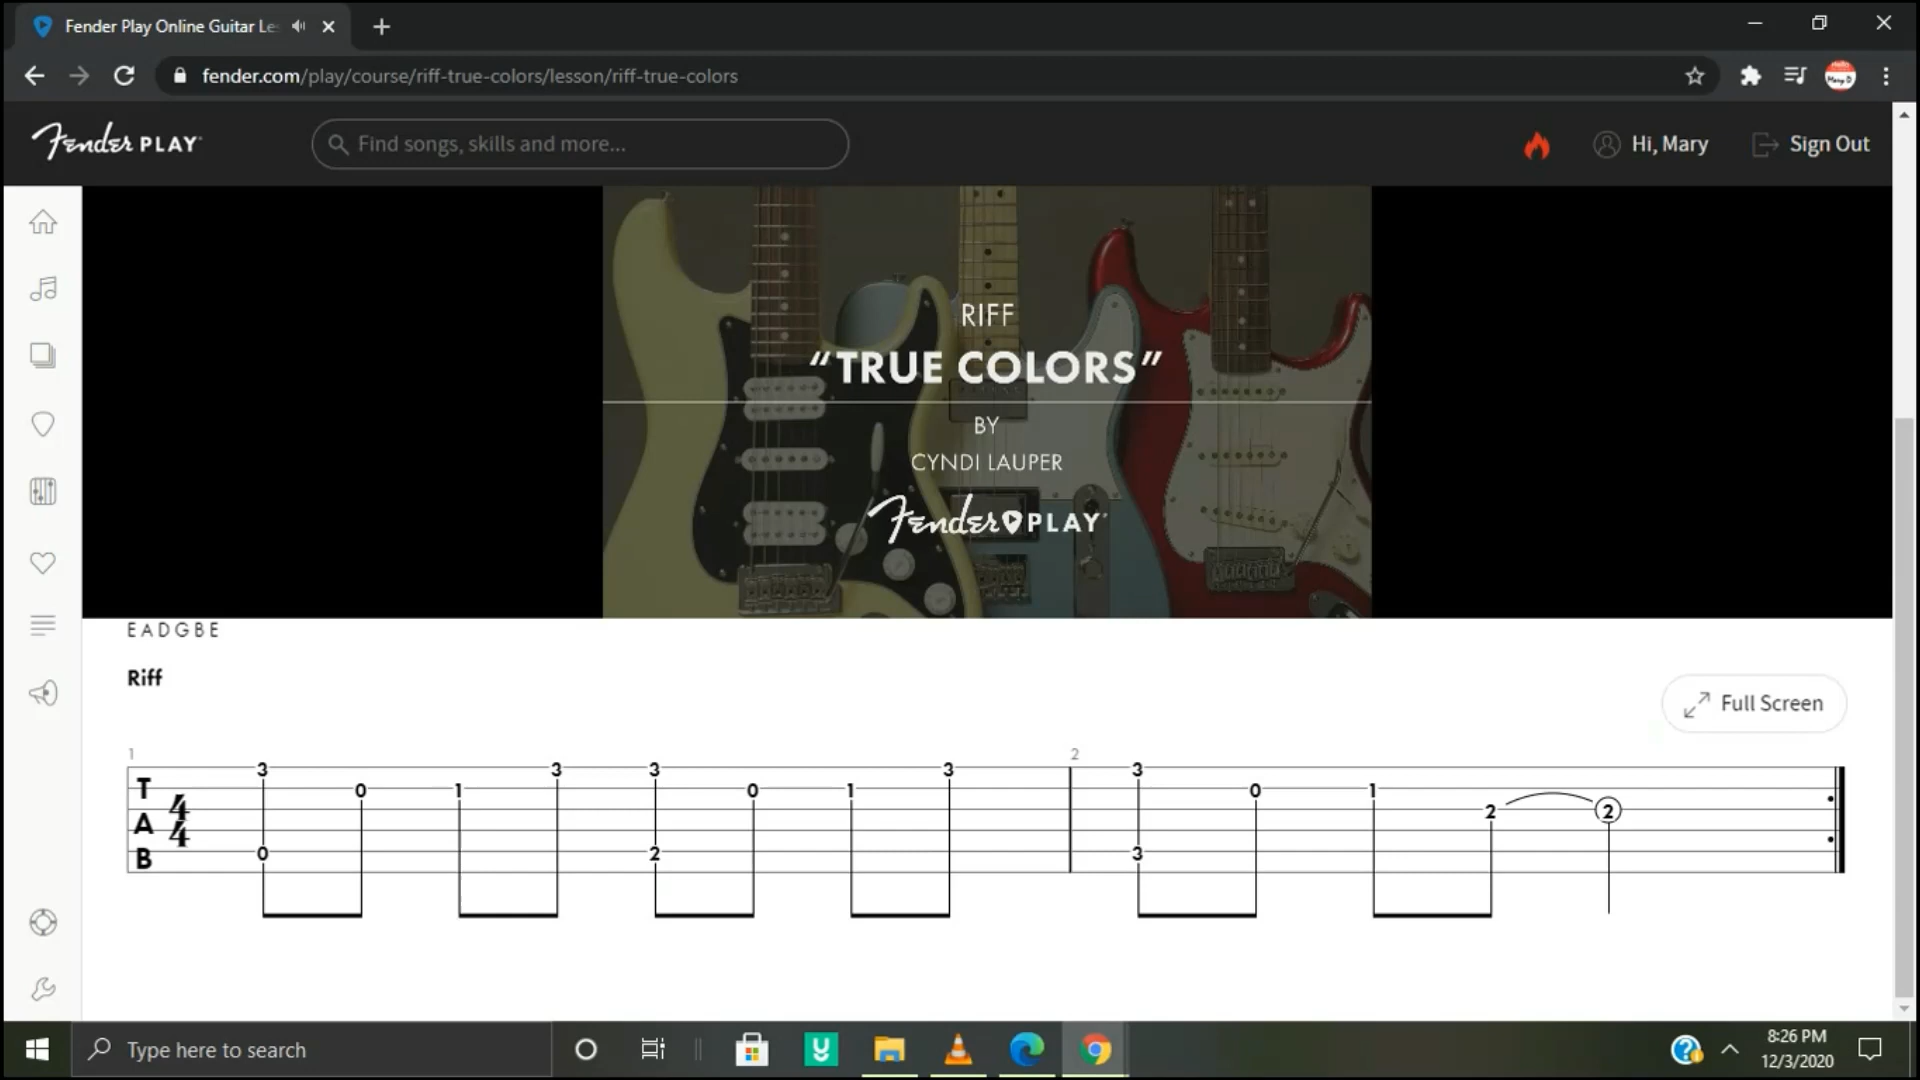 Fender Play Online Guitar Le
fender.com/play/course/riff-true-colors/lesson/riff-true-colors
Fender PLAY
Find songs, skills and more...
Hi, Mary
Sign Out
RIFF
“TRUE COLORS”
BY
CYNDI LAUPER
Fender PLAY
E A D G B E
Riff
Full Screen
1 2
3 3 3 3 3
T 0 1 0 1 0 1
A 4 4 2 2
B 0 2 3
Type here to search
8:26 PM
12/3/2020